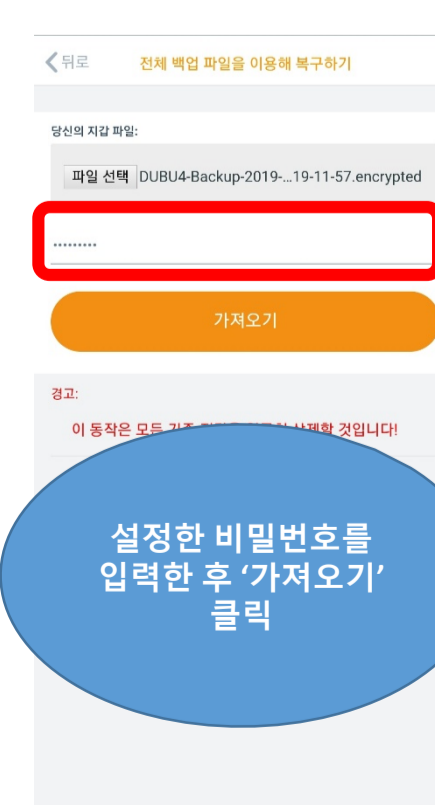 뒤로
전체 백업 파일을 이용해 복구하기
당신의 지갑 파일:
파일 선택 DUBU4-Backup-2019-...19-11-57.encrypted
.........
가져오기
경고:
이 동작은 모든 삭제할 것입니다!
설정한 비밀번호를
입력한 후 ‘가져오기’
클릭